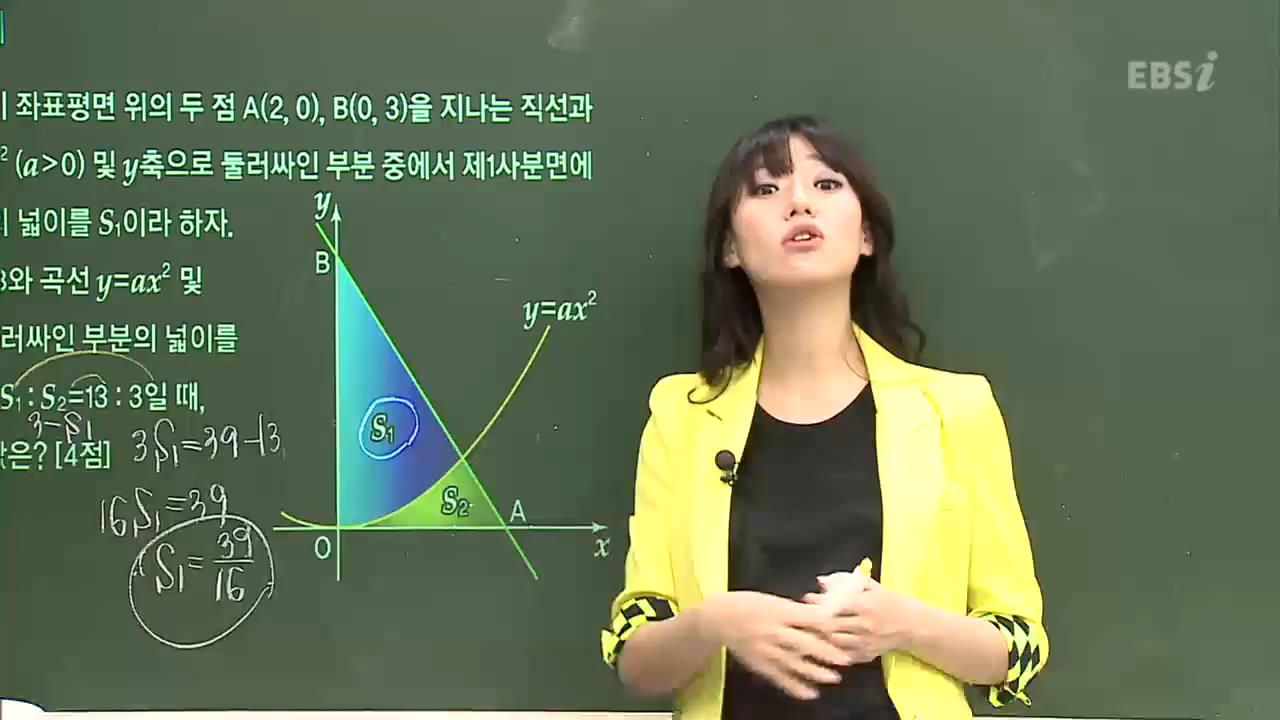 EBSi
좌표평면 위의 두 점 A(2, 0), B(0, 3)을 지나는 직선과
² (a>0) 및 y축으로 둘러싸인 부분 중에서 제1사분면에
넓이를 S₁이라 하자.
와 곡선 y=ax² 및
러싸인 부분의 넓이를
S₁ : S₂=13 : 3일 때,
3-S₁
은? [4점]
3S₁=39-13
16S₁=39
S₁=39/16
y
B
y=ax²
S₁
S₂
A
O
x